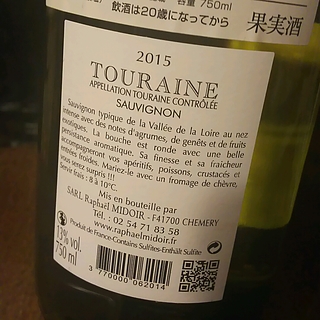 容量 750ml
飲酒は20歳になってから
果実酒
2015
TOURAINE
APPELLATION TOURAINE CONTRÔLÉE
SAUVIGNON
Sauvignon typique de la Vallée de la Loire au nez
intense avec des notes d'agrumes, de genêts et de fruits
exotiques. La bouche est ronde avec une belle
persistance aromatique. Sa finesse et sa fraîcheur
accompagneront vos apéritifs, poissons, crustacés et
entrées froides. Mariez-le avec un fromage de chèvre,
vous serez surpris !!!
Servir frais : 8 à 10°C.
Mis en bouteille par
SARL Raphaël MIDOIR - F41700 CHEMERY
Tél. : 02 54 71 83 58
www.raphaelmidoir.fr
Produit de France-Contains Sulfites-Enthält Sulfite
13% vol.
750 ml
3 770000 062014